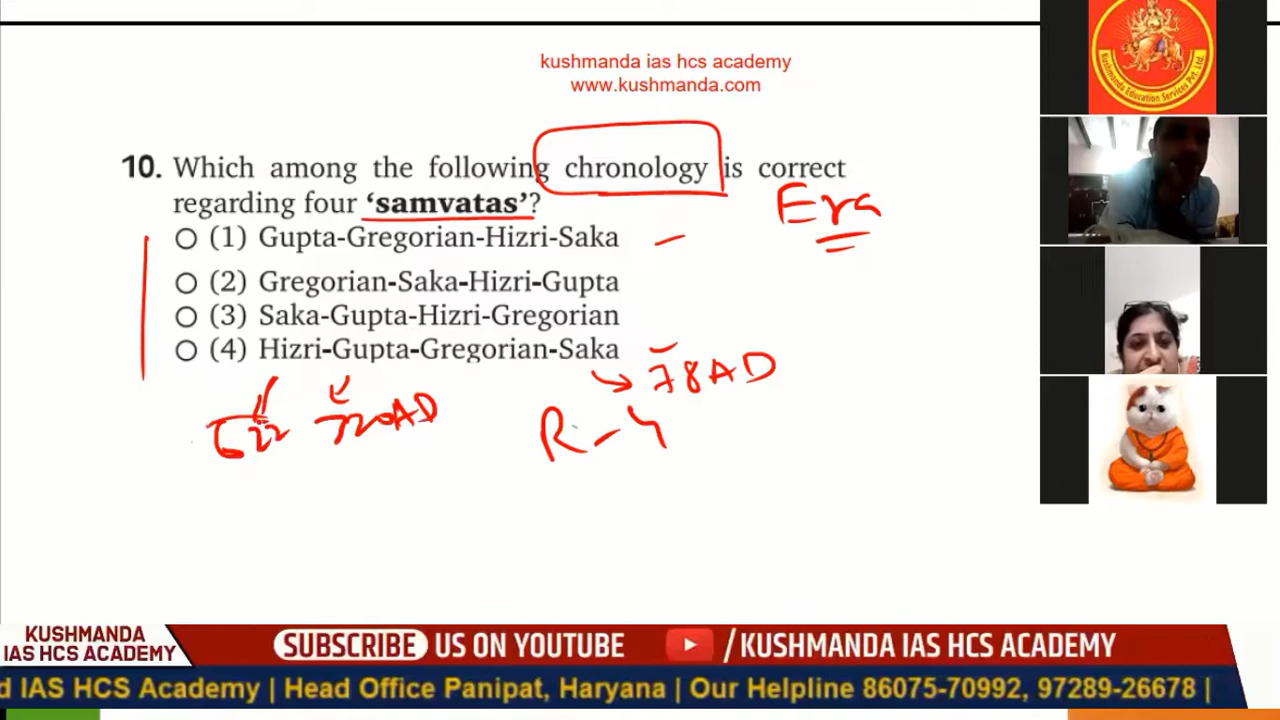 kushmanda ias hcs academy
www.kushmanda.com
10. Which among the following chronology is correct
regarding four ‘samvatas’?
Era
(1) Gupta-Gregorian-Hizri-Saka
(2) Gregorian-Saka-Hizri-Gupta
(3) Saka-Gupta-Hizri-Gregorian
(4) Hizri-Gupta-Gregorian-Saka
78AD
622
R-4
KUSHMANDA
IAS HCS ACADEMY
SUBSCRIBE US ON YOUTUBE
/KUSHMANDA IAS HCS ACADEMY
d IAS HCS Academy | Head Office Panipat, Haryana | Our Helpline 86075-70992, 97289-26678 |